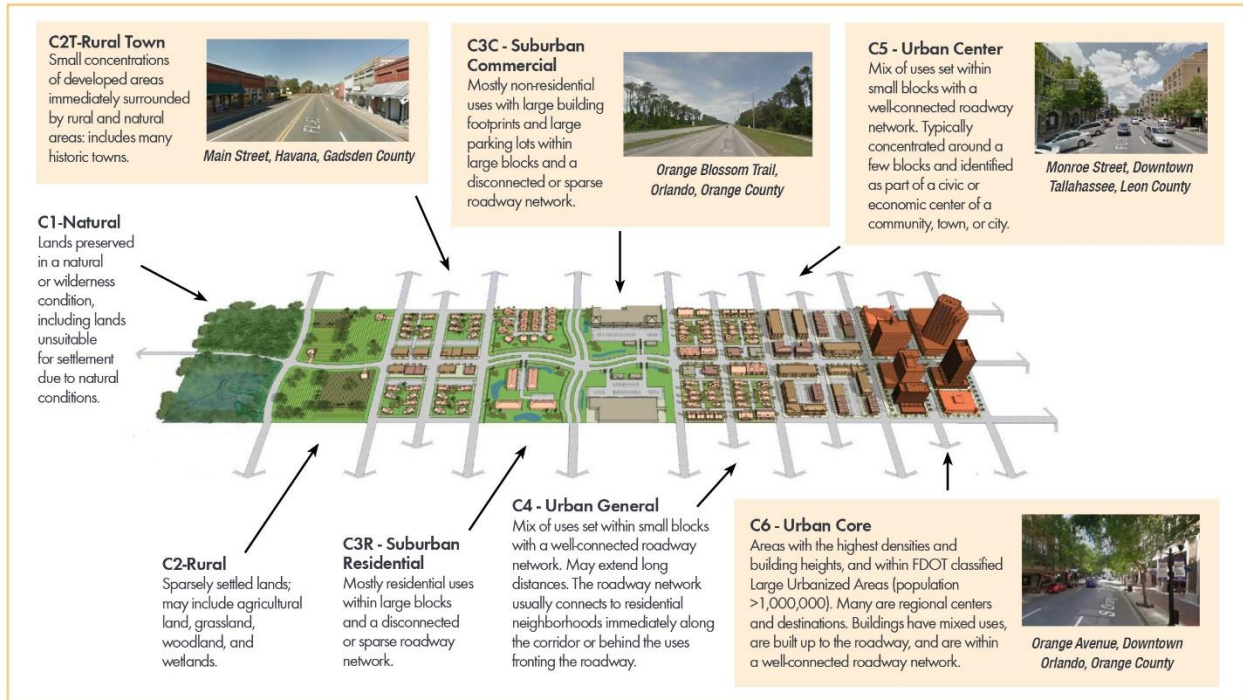 C2T-Rural Town
Small concentrations
of developed areas
immediately surrounded
by rural and natural
areas: includes many
historic towns.
Main Street, Havana, Gadsden County
C3C - Suburban
Commercial
Mostly non-residential
uses with large building
footprints and large
parking lots within
large blocks and a
disconnected or sparse
roadway network.
Orange Blossom Trail,
Orlando, Orange County
C5 - Urban Center
Mix of uses set within
small blocks with a
well-connected roadway
network. Typically
concentrated around a
few blocks and identified
as part of a civic or
economic center of a
community, town, or city.
Monroe Street, Downtown
Tallahassee, Leon County
C1-Natural
Lands preserved
in a natural
or wilderness
condition,
including lands
unsuitable
for settlement
due to natural
conditions.
C2-Rural
Sparsely settled lands;
may include agricultural
land, grassland,
woodland, and
wetlands.
C3R - Suburban
Residential
Mostly residential uses
within large blocks
and a disconnected
or sparse roadway
network.
C4 - Urban General
Mix of uses set within small blocks
with a well-connected roadway
network. May extend long
distances. The roadway network
usually connects to residential
neighborhoods immediately along
the corridor or behind the uses
fronting the roadway.
C6 - Urban Core
Areas with the highest densities and
building heights, and within FDOT classified
Large Urbanized Areas (population
>1,000,000). Many are regional centers
and destinations. Buildings have mixed uses,
are built up to the roadway, and are within
a well-connected roadway network.
Orange Avenue, Downtown
Orlando, Orange County